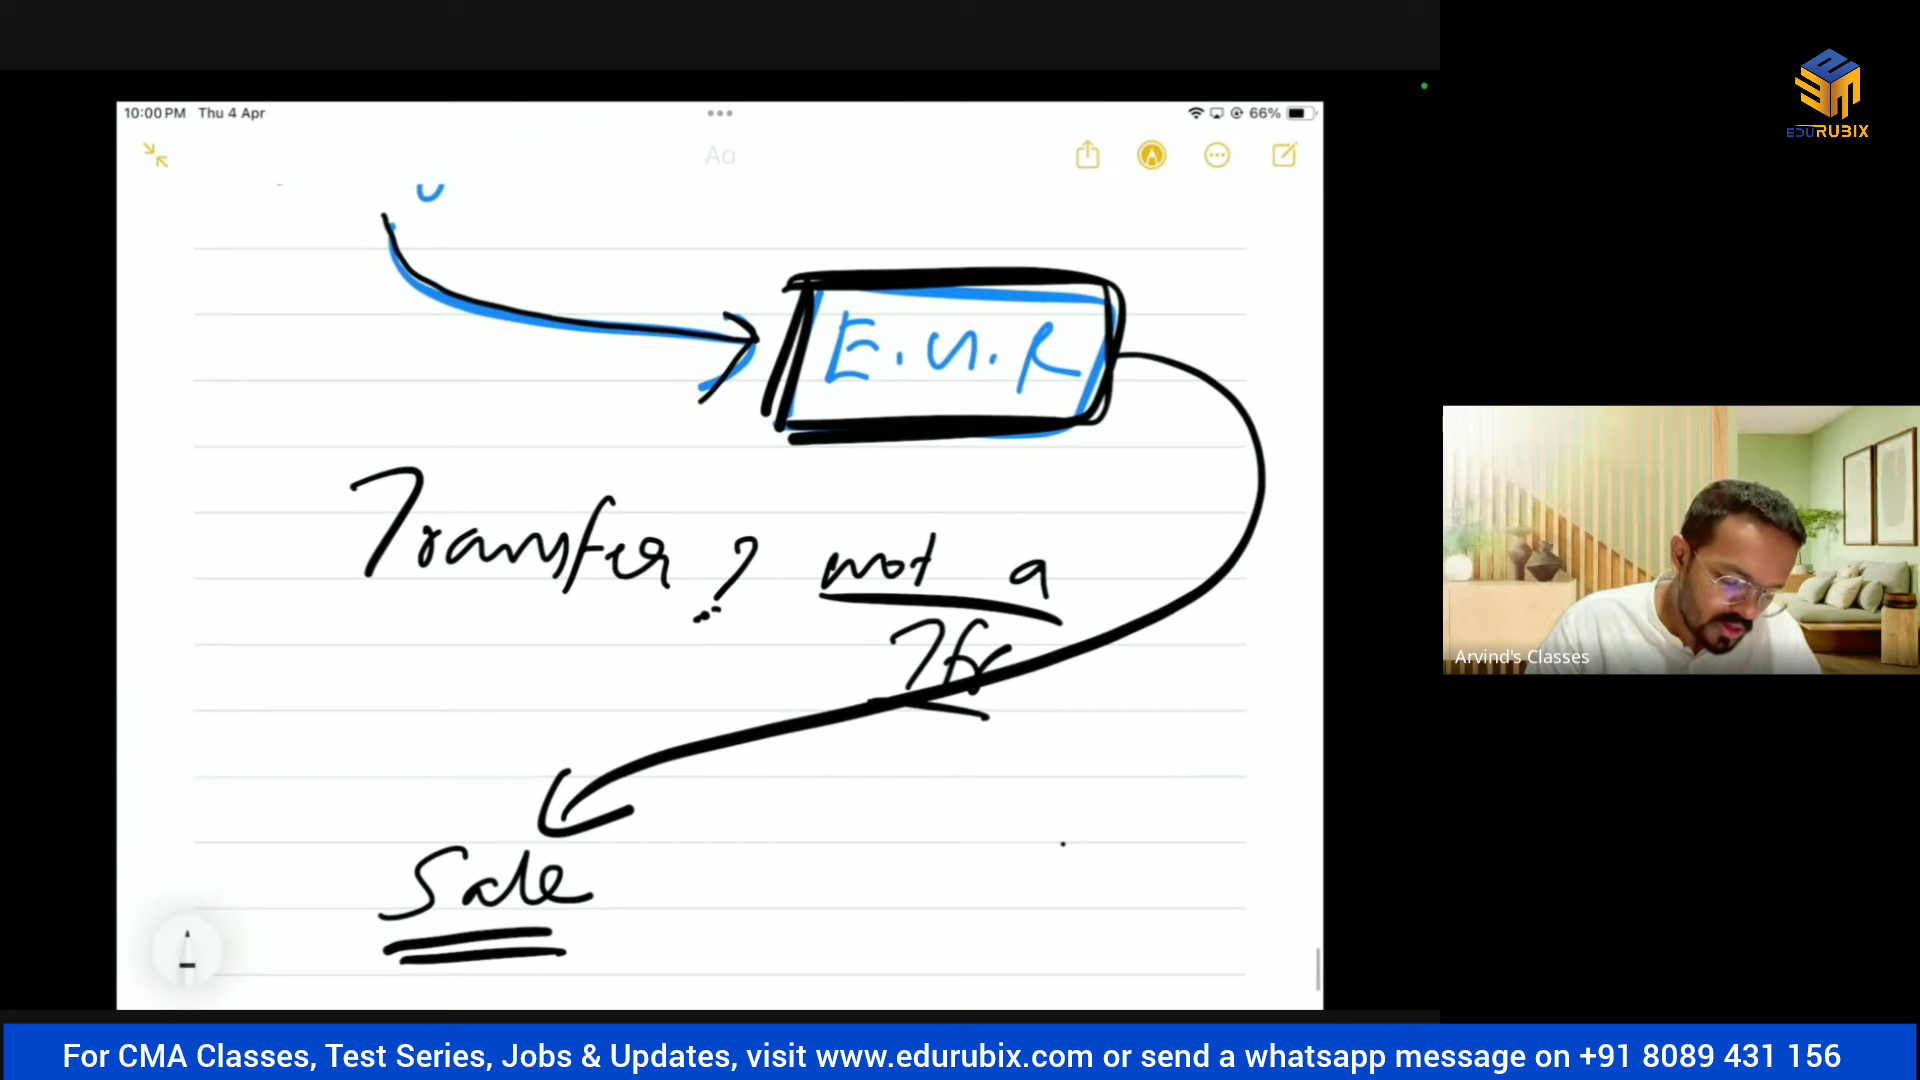 10:00 PM Thu 4 Apr
66%
Aa
EDURUBIX
E.U.R
Transfer? not a
Tfr
Sale
Arvind's Classes
For CMA Classes, Test Series, Jobs & Updates, visit www.edurubix.com or send a whatsapp message on +91 8089 431 156